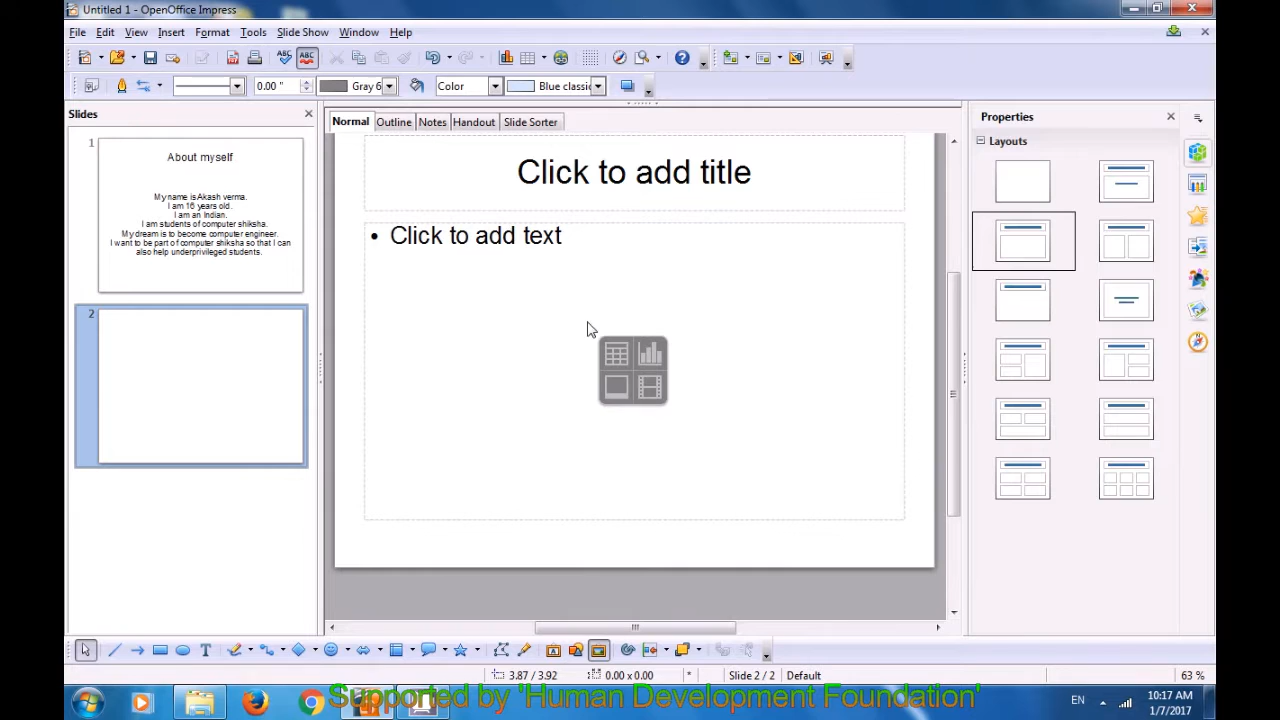 Untitled 1 - OpenOffice Impress
File Edit View Insert Format Tools Slide Show Window Help
0.00 " Gray 6 Color Blue classic
Slides
Normal Outline Notes Handout Slide Sorter
Properties
Layouts
1
About myself
My name is Akash verma.
I am 16 years old.
I am an Indian.
I am students of computer shiksha.
My dream is to become computer engineer.
I want to be part of computer shiksha so that I can
also help underprivileged students.
2
Click to add title
• Click to add text
3.87 / 3.92 0.00 x 0.00 * Slide 2 / 2 Default 63 %
EN 10:17 AM
1/7/2017
Supported by 'Human Development Foundation'